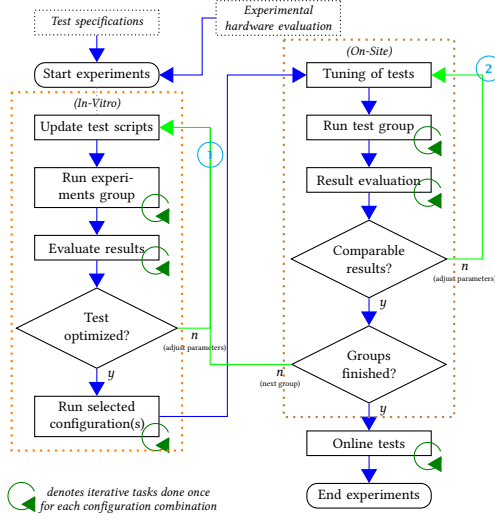 Test specifications
Experimental
hardware evaluation
Start experiments
(In-Vitro)
Update test scripts
1
Run experi-
ments group
Evaluate results
Test
optimized?
n
(adjust parameters)
y
Run selected
configuration(s)
(On-Site)
Tuning of tests
2
Run test group
Result evaluation
Comparable
results?
n
(adjust parameters)
y
Groups
finished?
n
(next group)
y
Online tests
End experiments
denotes iterative tasks done once
for each configuration combination